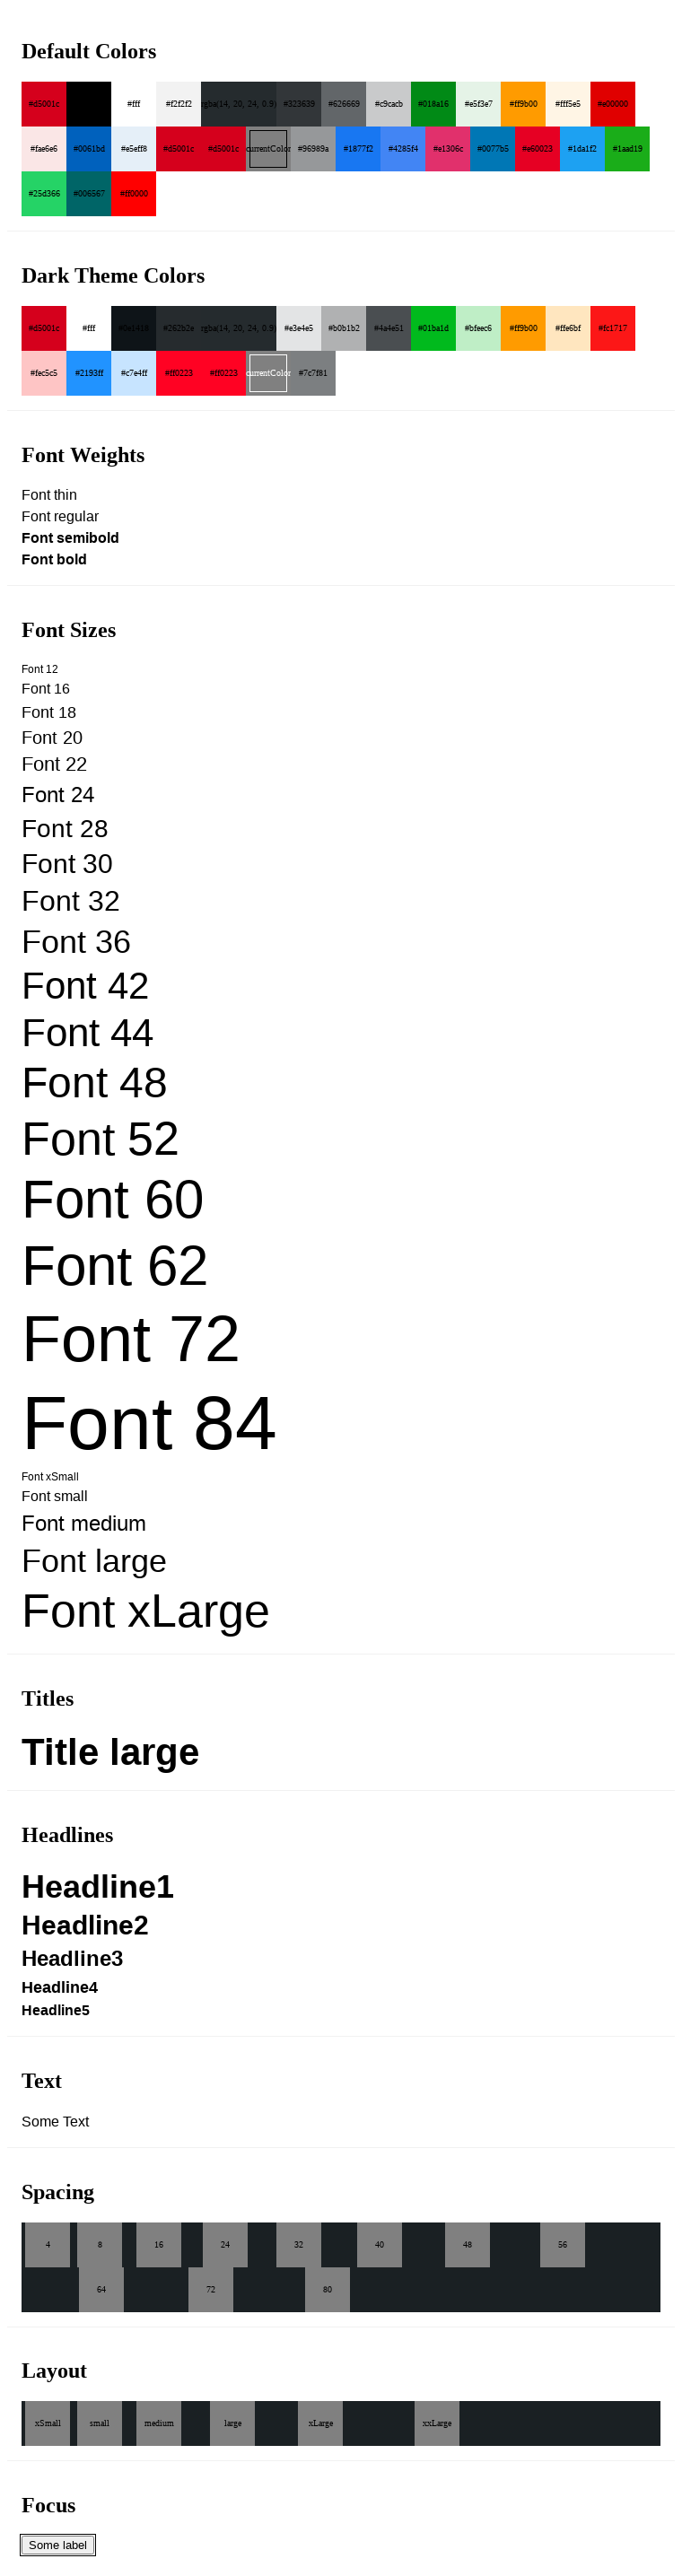 Default Colors
#d5001c #fff #f2f2f2 rgba(14, 20, 24, 0.9) #323639 #626669 #c9cacb #018a16 #e5f3e7 #ff9b00 #fff5e5 #e00000
#fae6e6 #0061bd #e5eff8 #d5001c #d5001c currentColor #96989a #1877f2 #4285f4 #e1306c #0077b5 #e60023 #1da1f2 #1aad19
#25d366 #006567 #ff0000
Dark Theme Colors
#d5001c #fff #0e1418 #262b2e rgba(14, 20, 24, 0.9) #e3e4e5 #b0b1b2 #4a4e51 #01ba1d #bfeec6 #ff9b00 #ffe6bf #fc1717
#fec5c5 #2193ff #c7e4ff #ff0223 #ff0223 currentColor #7c7f81
Font Weights
Font thin
Font regular
Font semibold
Font bold
Font Sizes
Font 12
Font 16
Font 18
Font 20
Font 22
Font 24
Font 28
Font 30
Font 32
Font 36
Font 42
Font 44
Font 48
Font 52
Font 60
Font 62
Font 72
Font 84
Font xSmall
Font small
Font medium
Font large
Font xLarge
Titles
Title large
Headlines
Headline1
Headline2
Headline3
Headline4
Headline5
Text
Some Text
Spacing
4 8 16 24 32 40 48 56
64 72 80
Layout
xSmall small medium large xLarge xxLarge
Focus
Some label